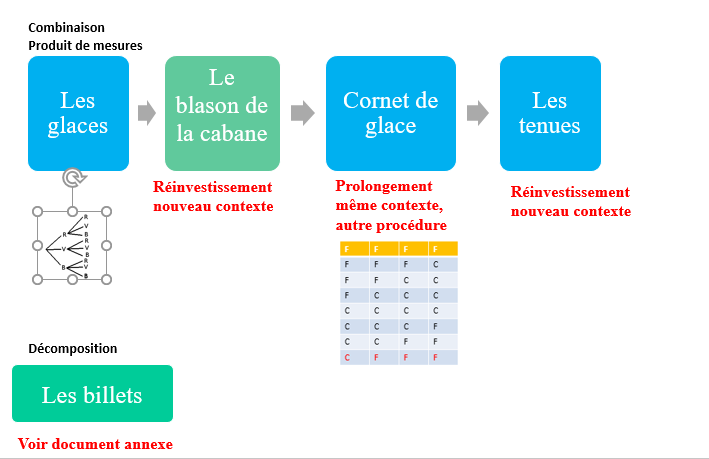 Combinaison
Produit de mesures
Les
glaces
Le
blason de
la cabane
Cornet de
glace
Les
tenues
Réinvestissement
nouveau contexte
Prolongement
même contexte,
autre procédure
Réinvestissement
nouveau contexte
R
V
B
R
V
B
R
V
B
R
V
B
F F F F
F F F C
F F C C
F C C C
C C C C
C C C F
C C F F
C F F F
Décomposition
Les billets
Voir document annexe